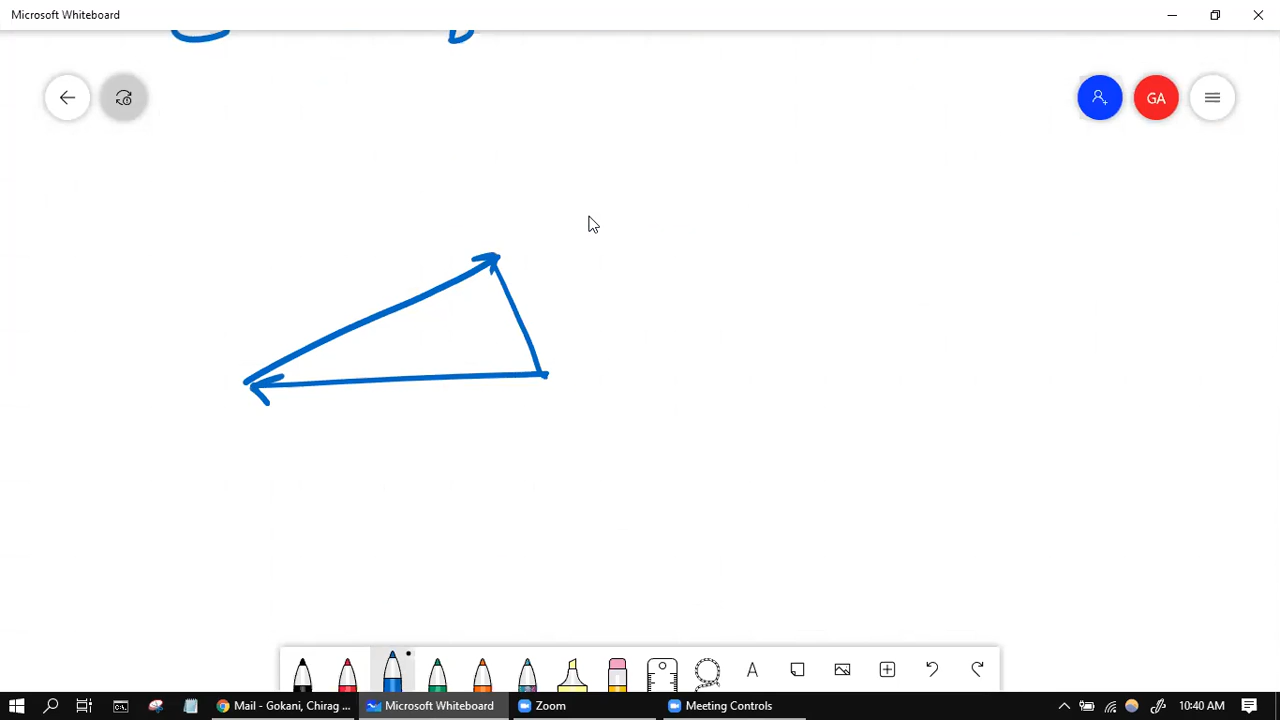 Microsoft Whiteboard
GA
A
Mail - Gokani, Chirag ...
Microsoft Whiteboard
Zoom
Meeting Controls
10:40 AM